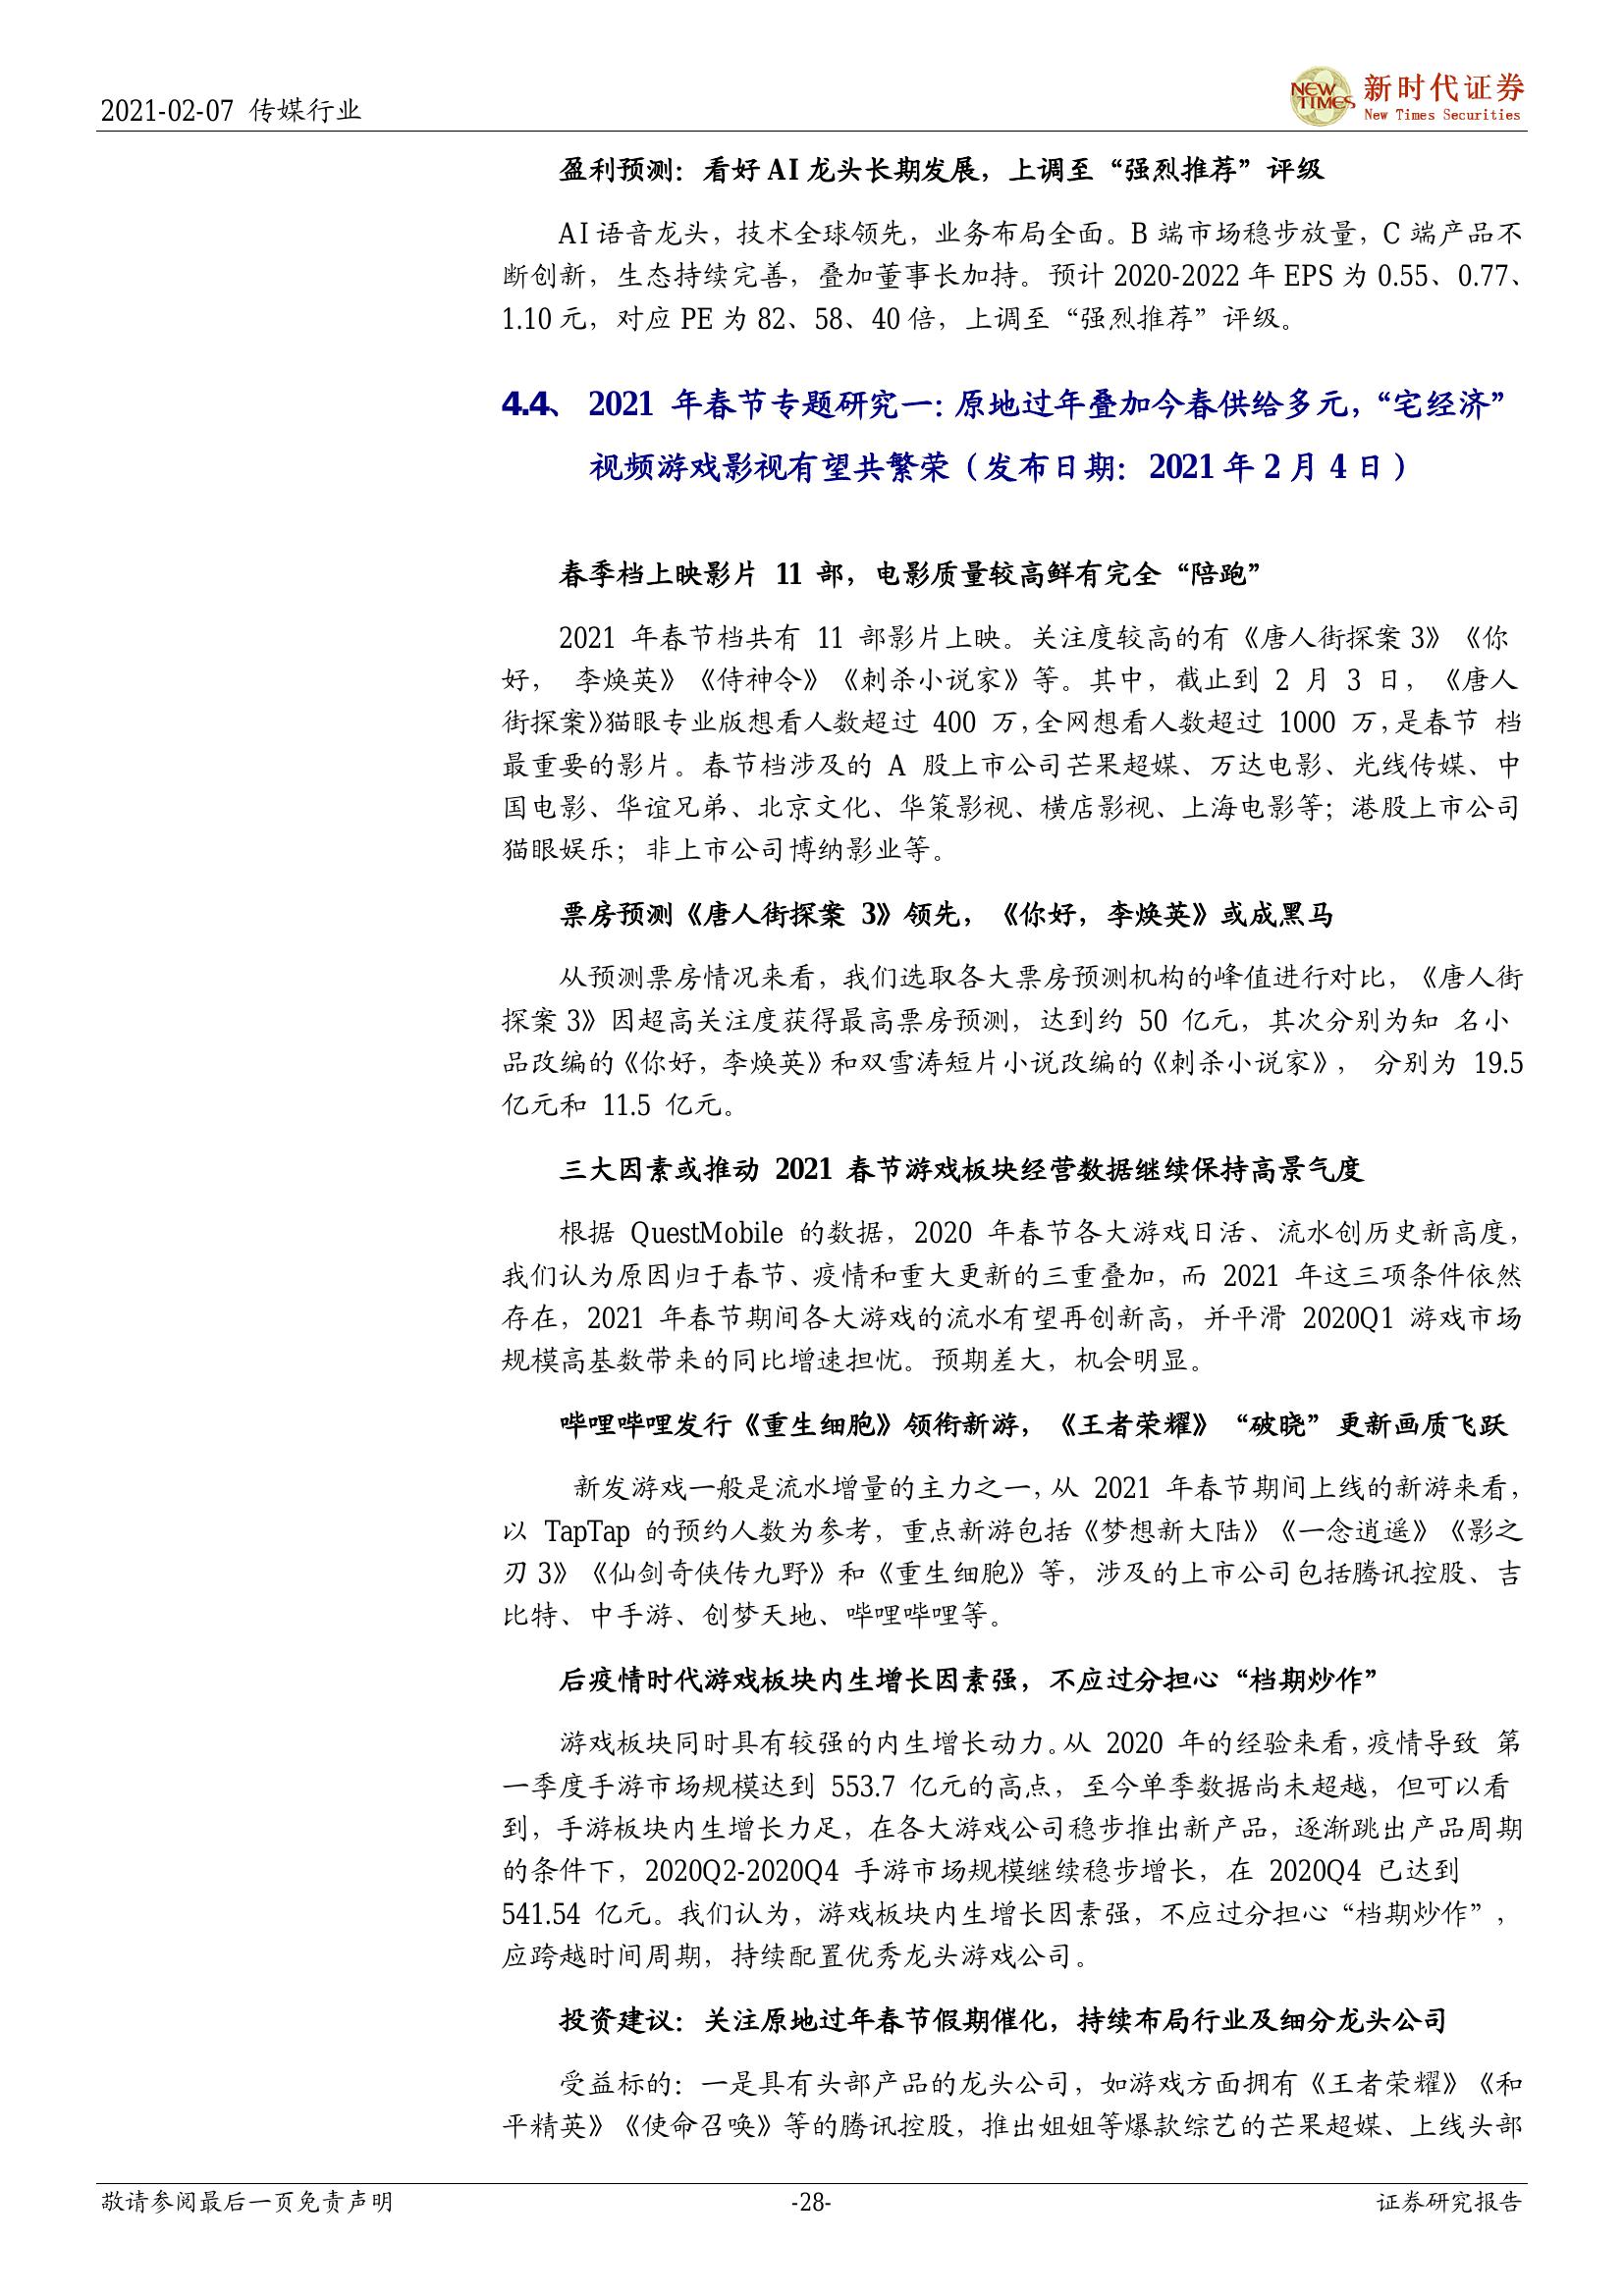 2021-02-07 传媒行业
NEW TIMES
新时代证券
New Times Securities
盈利预测：看好 AI 龙头长期发展，上调至“强烈推荐”评级
AI 语音龙头，技术全球领先，业务布局全面。B 端市场稳步放量，C 端产品不
断创新，生态持续完善，叠加董事长加持。预计 2020-2022 年 EPS 为 0.55、0.77、
1.10 元，对应 PE 为 82、58、40 倍，上调至“强烈推荐”评级。
4.4、 2021 年春节专题研究一：原地过年叠加今春供给多元，“宅经济”
视频游戏影视有望共繁荣（发布日期：2021 年 2 月 4 日）
春季档上映影片 11 部，电影质量较高鲜有完全“陪跑”
2021 年春节档共有 11 部影片上映。关注度较高的有《唐人街探案 3》《你
好， 李焕英》《侍神令》《刺杀小说家》等。其中，截止到 2 月 3 日，《唐人
街探案》猫眼专业版想看人数超过 400 万，全网想看人数超过 1000 万，是春节 档
最重要的影片。春节档涉及的 A 股上市公司芒果超媒、万达电影、光线传媒、中
国电影、华谊兄弟、北京文化、华策影视、横店影视、上海电影等；港股上市公司
猫眼娱乐；非上市公司博纳影业等。
票房预测《唐人街探案 3》领先，《你好，李焕英》或成黑马
从预测票房情况来看，我们选取各大票房预测机构的峰值进行对比，《唐人街
探案 3》因超高关注度获得最高票房预测，达到约 50 亿元，其次分别为知 名小
品改编的《你好，李焕英》和双雪涛短片小说改编的《刺杀小说家》， 分别为 19.5
亿元和 11.5 亿元。
三大因素或推动 2021 春节游戏板块经营数据继续保持高景气度
根据 QuestMobile 的数据，2020 年春节各大游戏日活、流水创历史新高度，
我们认为原因归于春节、疫情和重大更新的三重叠加，而 2021 年这三项条件依然
存在，2021 年春节期间各大游戏的流水有望再创新高，并平滑 2020Q1 游戏市场
规模高基数带来的同比增速担忧。预期差大，机会明显。
哔哩哔哩发行《重生细胞》领衔新游，《王者荣耀》“破晓”更新画质飞跃
新发游戏一般是流水增量的主力之一，从 2021 年春节期间上线的新游来看，
以 TapTap 的预约人数为参考，重点新游包括《梦想新大陆》《一念逍遥》《影之
刃 3》《仙剑奇侠传九野》和《重生细胞》等，涉及的上市公司包括腾讯控股、吉
比特、中手游、创梦天地、哔哩哔哩等。
后疫情时代游戏板块内生增长因素强，不应过分担心“档期炒作”
游戏板块同时具有较强的内生增长动力。从 2020 年的经验来看，疫情导致 第
一季度手游市场规模达到 553.7 亿元的高点，至今单季数据尚未超越，但可以看
到，手游板块内生增长力足，在各大游戏公司稳步推出新产品，逐渐跳出产品周期
的条件下，2020Q2-2020Q4 手游市场规模继续稳步增长，在 2020Q4 已达到
541.54 亿元。我们认为，游戏板块内生增长因素强，不应过分担心“档期炒作”，
应跨越时间周期，持续配置优秀龙头游戏公司。
投资建议：关注原地过年春节假期催化，持续布局行业及细分龙头公司
受益标的：一是具有头部产品的龙头公司，如游戏方面拥有《王者荣耀》《和
平精英》《使命召唤》等的腾讯控股，推出姐姐等爆款综艺的芒果超媒、上线头部
敬请参阅最后一页免责声明
-28-
证券研究报告